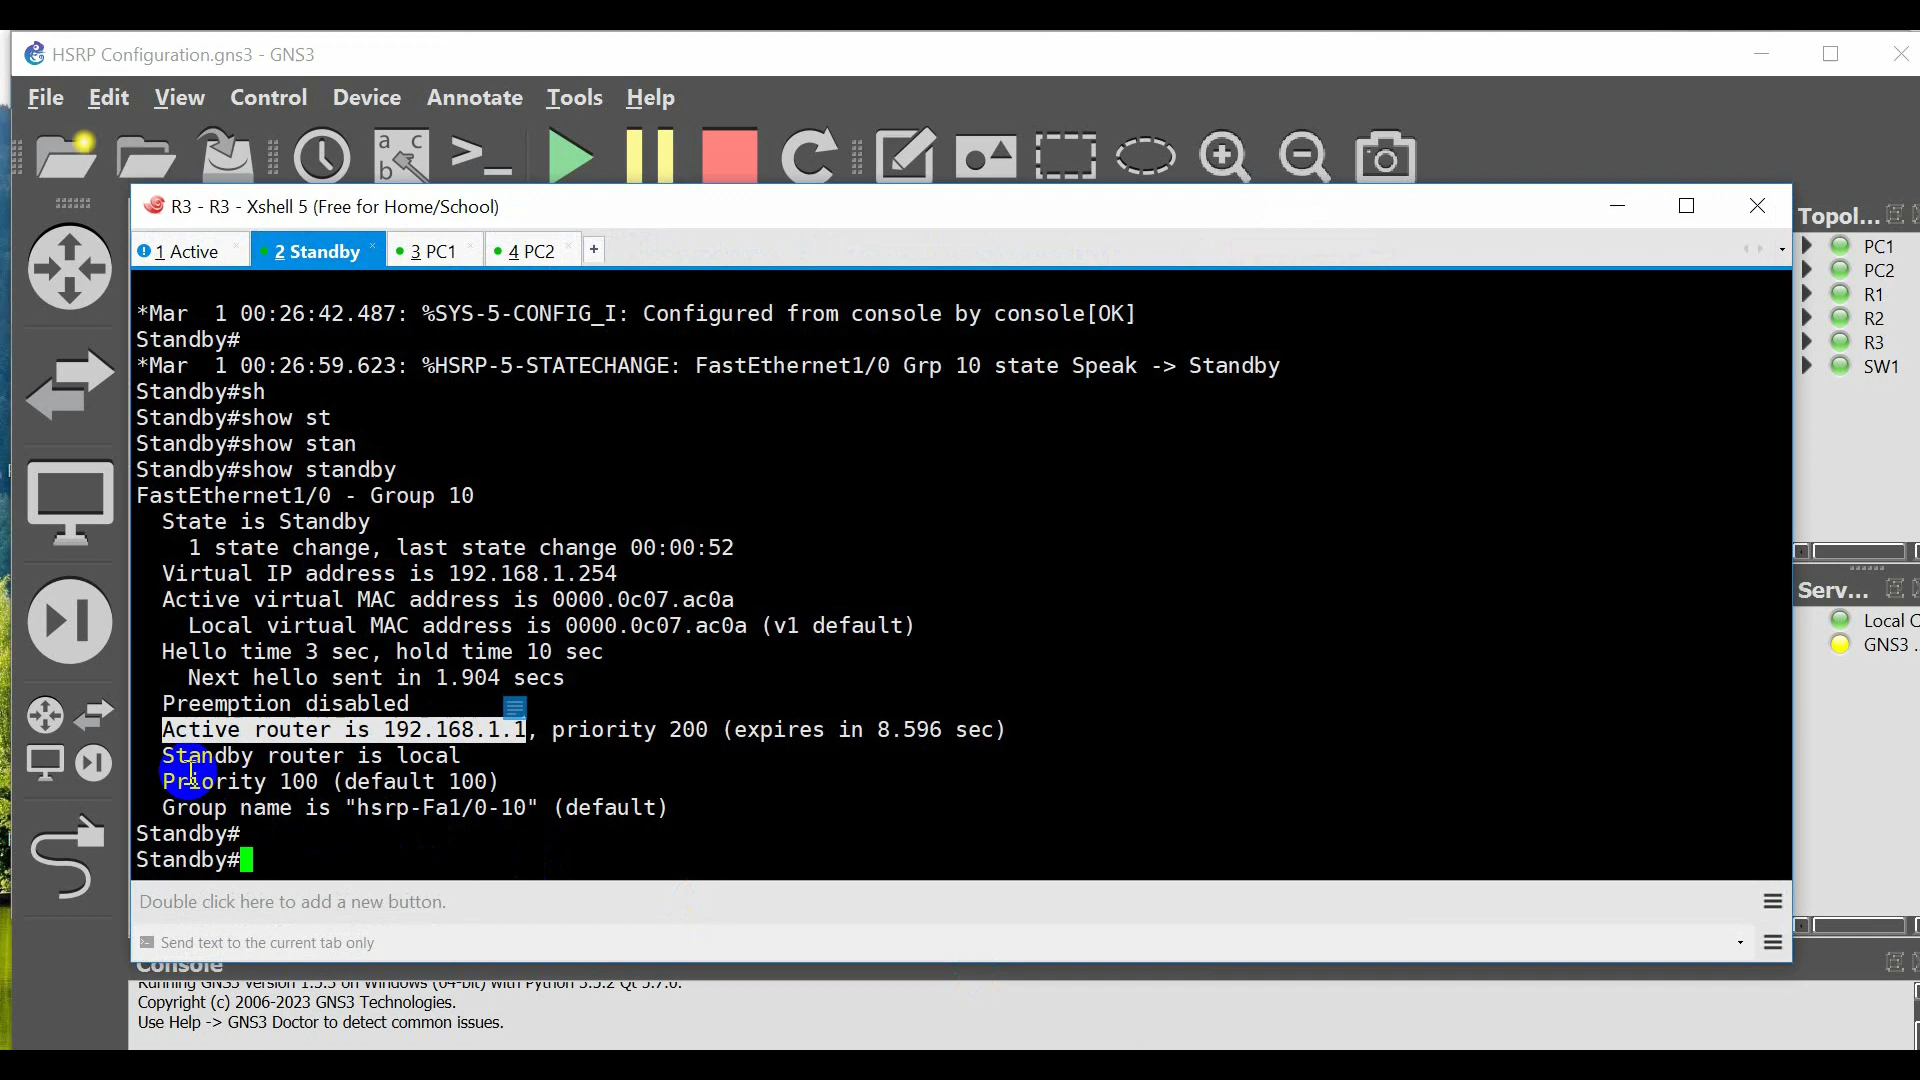 HSRP Configuration.gns3 - GNS3
File Edit View Control Device Annotate Tools Help
a c
b
R3 - R3 - Xshell 5 (Free for Home/School)
1 Active 2 Standby 3 PC1 4 PC2 +
*Mar  1 00:26:42.487: %SYS-5-CONFIG_I: Configured from console by console[OK]
Standby#
*Mar  1 00:26:59.623: %HSRP-5-STATECHANGE: FastEthernet1/0 Grp 10 state Speak -> Standby
Standby#sh
Standby#show st
Standby#show stan
Standby#show standby
FastEthernet1/0 - Group 10
State is Standby
1 state change, last state change 00:00:52
Virtual IP address is 192.168.1.254
Active virtual MAC address is 0000.0c07.ac0a
Local virtual MAC address is 0000.0c07.ac0a (v1 default)
Hello time 3 sec, hold time 10 sec
Next hello sent in 1.904 secs
Preemption disabled
Active router is 192.168.1.1, priority 200 (expires in 8.596 sec)
Standby router is local
Priority 100 (default 100)
Group name is "hsrp-Fa1/0-10" (default)
Standby#
Standby#
Double click here to add a new button.
Send text to the current tab only
Topol...
PC1
PC2
R1
R2
R3
SW1
Serv...
Local
GNS3
Console
Running GNS3 version 1.5.3 on Windows (64-bit) with Python 3.5.2 Qt 5.7.0.
Copyright (c) 2006-2023 GNS3 Technologies.
Use Help -> GNS3 Doctor to detect common issues.